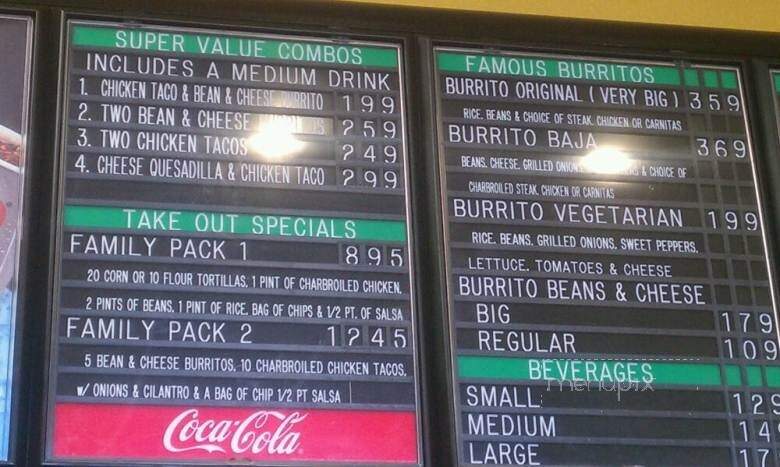 SUPER VALUE COMBOS
INCLUDES A MEDIUM DRINK
1. CHICKEN TACO & BEAN & CHEESE BURRITO 199
2. TWO BEAN & CHEESE 259
3. TWO CHICKEN TACOS 249
4. CHEESE QUESADILLA & CHICKEN TACO 299
TAKE OUT SPECIALS
FAMILY PACK 1 895
20 CORN OR 10 FLOUR TORTILLAS, 1 PINT OF CHARBROILED CHICKEN,
2 PINTS OF BEANS, 1 PINT OF RICE, BAG OF CHIPS & 1/2 PT. OF SALSA
FAMILY PACK 2 1245
5 BEAN & CHEESE BURRITOS, 10 CHARBROILED CHICKEN TACOS,
W/ ONIONS & CILANTRO & A BAG OF CHIP 1/2 PT SALSA
Coca-Cola
FAMOUS BURRITOS
BURRITO ORIGINAL (VERY BIG) 359
RICE, BEANS & CHOICE OF STEAK, CHICKEN OR CARNITAS
BURRITO BAJA 369
BEANS, CHEESE, GRILLED & CHOICE OF
CHARBROILED STEAK, CHICKEN OR CARNITAS
BURRITO VEGETARIAN 199
RICE, BEANS, GRILLED ONIONS, SWEET PEPPERS,
LETTUCE, TOMATOES & CHEESE
BURRITO BEANS & CHEESE
BIG 179
REGULAR 109
BEVERAGES
menupix
SMALL 129
MEDIUM
LARGE